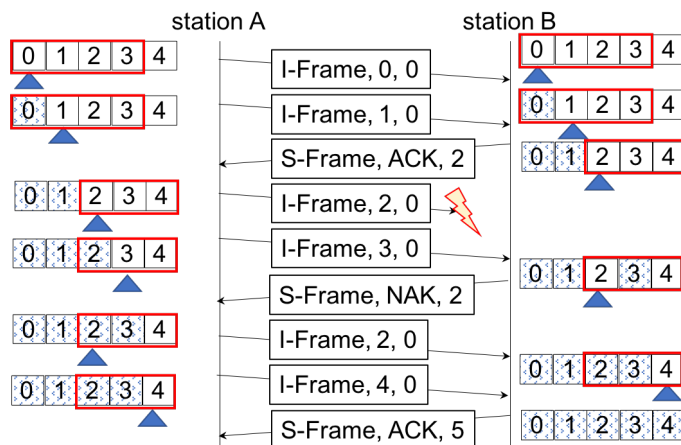 station A station B
0 1 2 3 4
I-Frame, 0, 0
0 1 2 3 4
0 1 2 3 4
I-Frame, 1, 0
0 1 2 3 4
S-Frame, ACK, 2
0 1 2 3 4
0 1 2 3 4
I-Frame, 2, 0
0 1 2 3 4
I-Frame, 3, 0
0 1 2 3 4
S-Frame, NAK, 2
0 1 2 3 4
I-Frame, 2, 0
0 1 2 3 4
0 1 2 3 4
I-Frame, 4, 0
S-Frame, ACK, 5
0 1 2 3 4